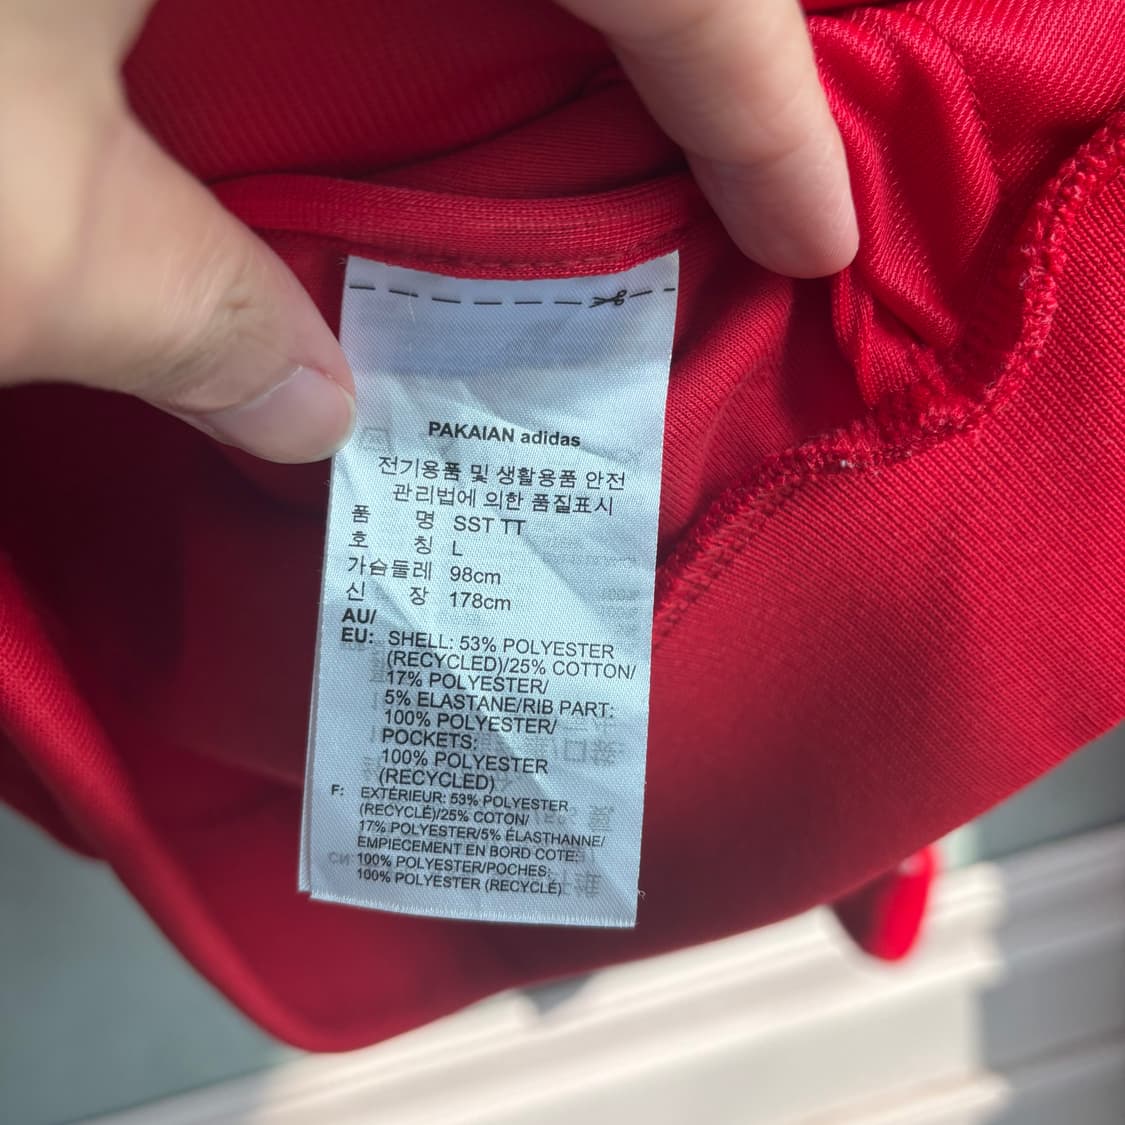 PAKAIAN adidas
전기용품 및 생활용품 안전
관리법에 의한 품질표시
품 명 SST TT
호 칭 L
가슴둘레 98cm
신 장 178cm
AU/
EU: SHELL: 53% POLYESTER
(RECYCLED)/25% COTTON/
17% POLYESTER/
5% ELASTANE/RIB PART:
100% POLYESTER/
POCKETS:
100% POLYESTER
(RECYCLED)
F: EXTÉRIEUR: 53% POLYESTER
(RECYCLÉ)/25% COTON/
17% POLYESTER/5% ÉLASTHANNE/
EMPIECEMENT EN BORD COTE:
100% POLYESTER/POCHES:
100% POLYESTER (RECYCLÉ)